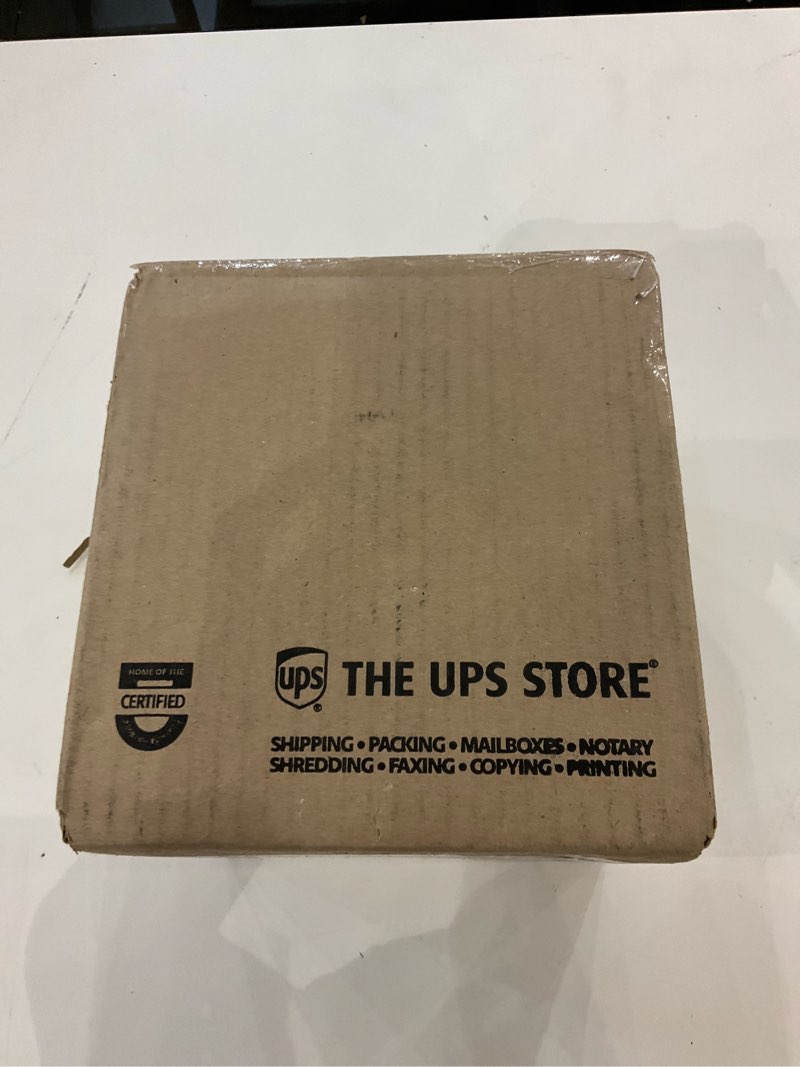 HOME OF THE
CERTIFIED
ups
®
THE UPS STORE®
SHIPPING • PACKING • MAILBOXES • NOTARY
SHREDDING • FAXING • COPYING • PRINTING